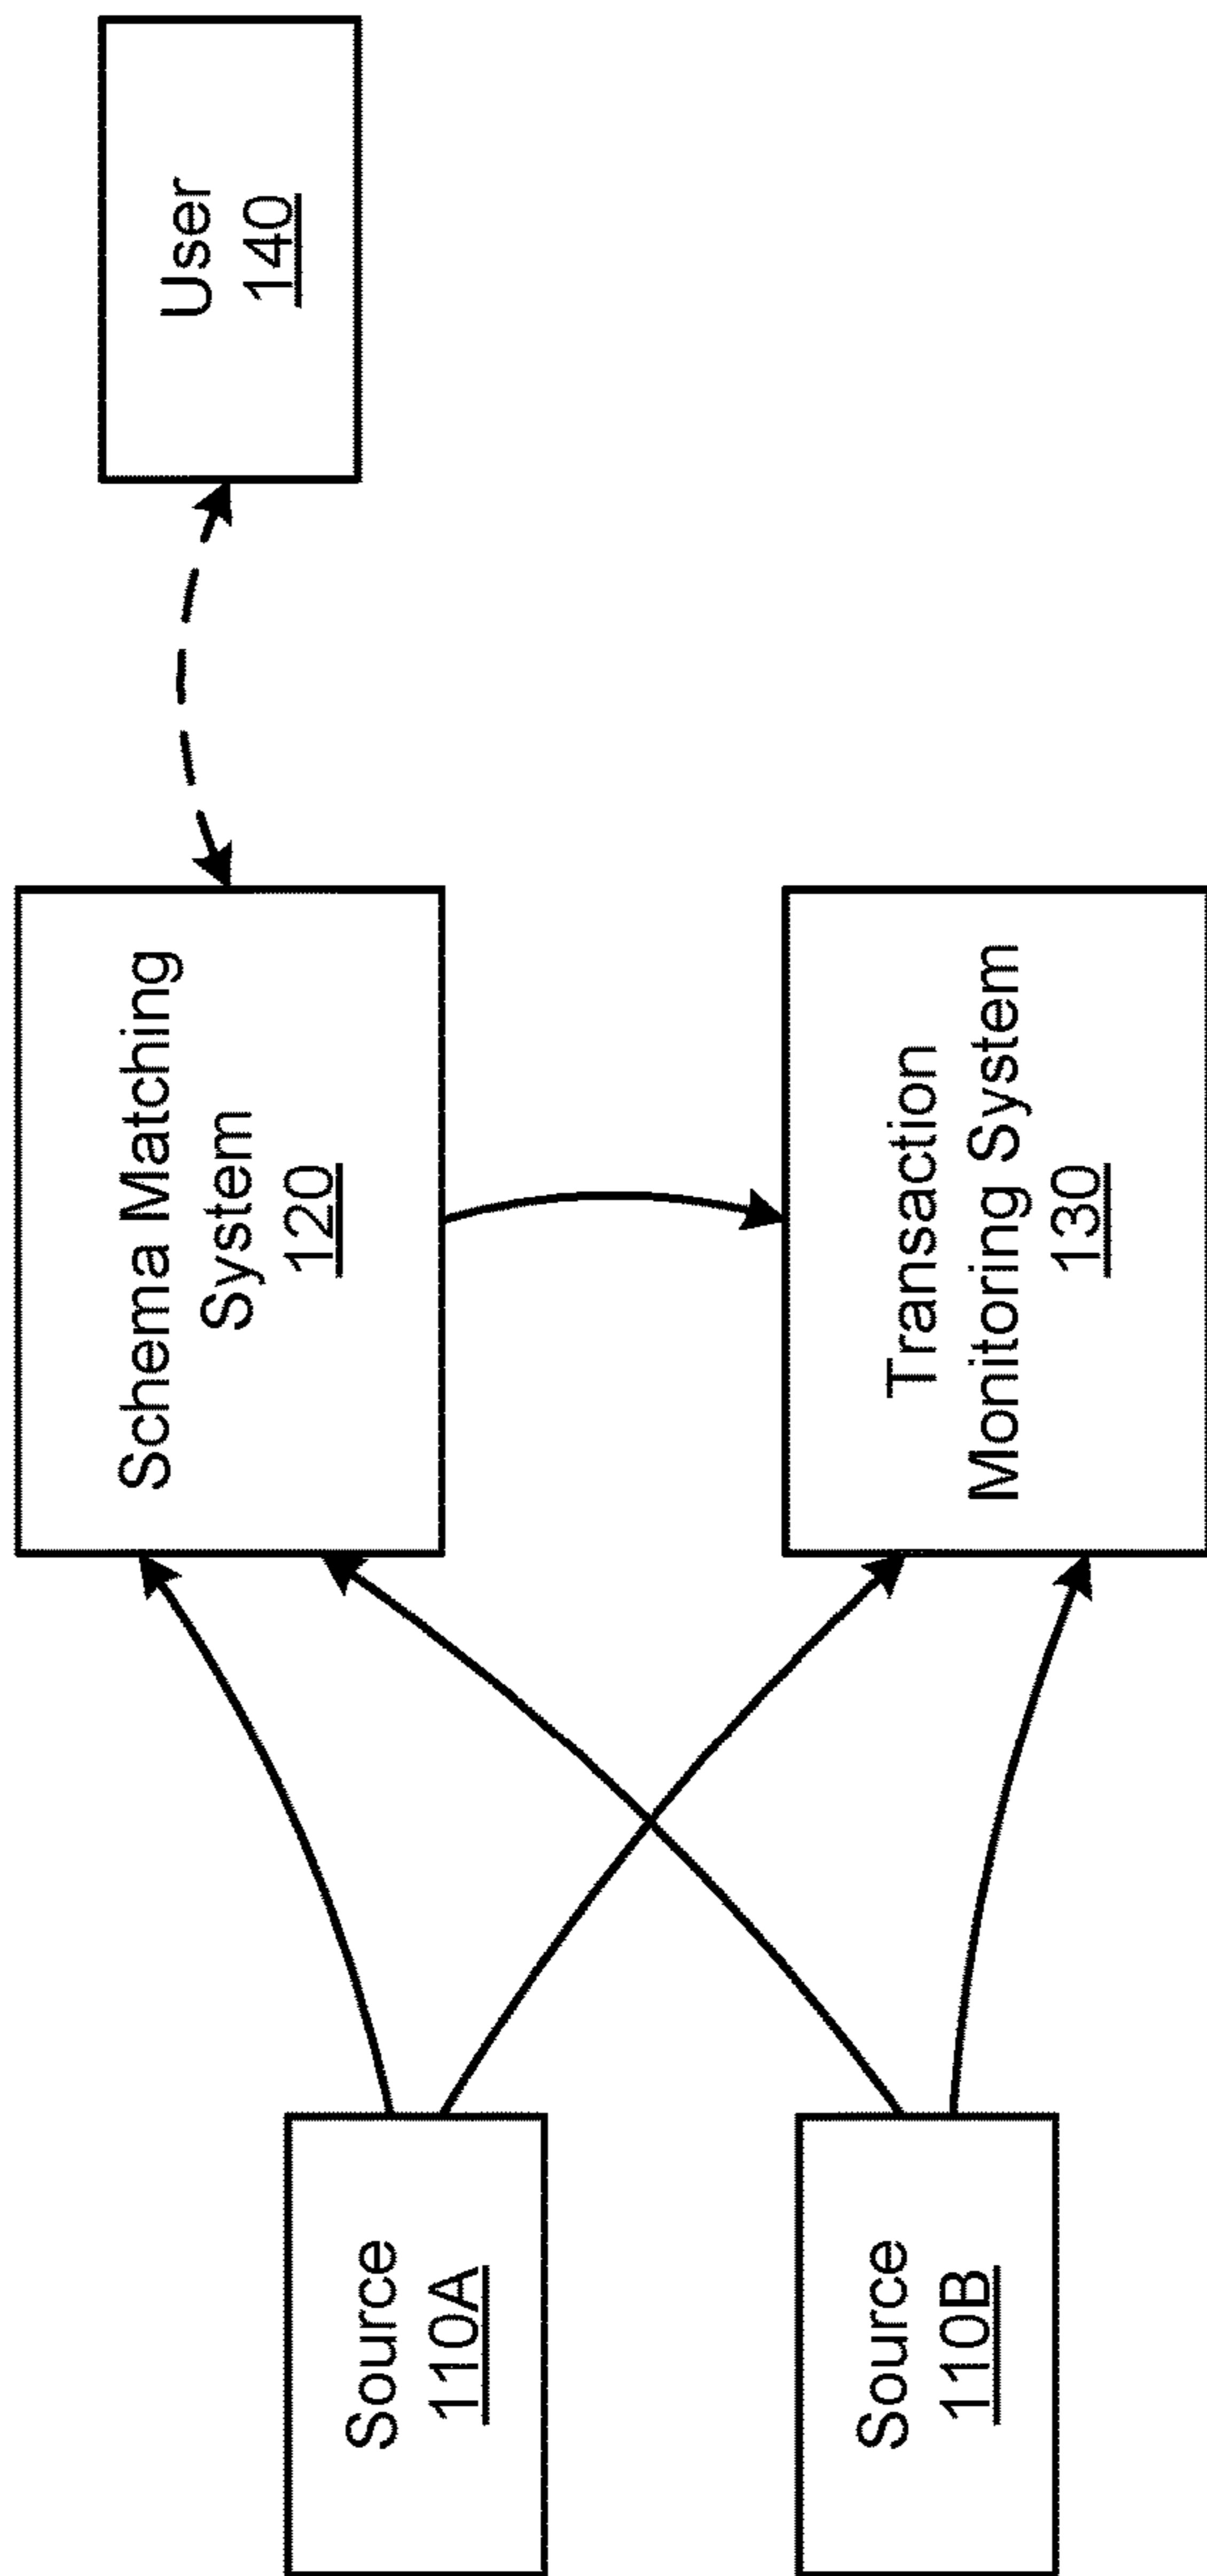 Source
110A
Source
110B
Schema Matching
System
120
Transaction
Monitoring System
130
User
140